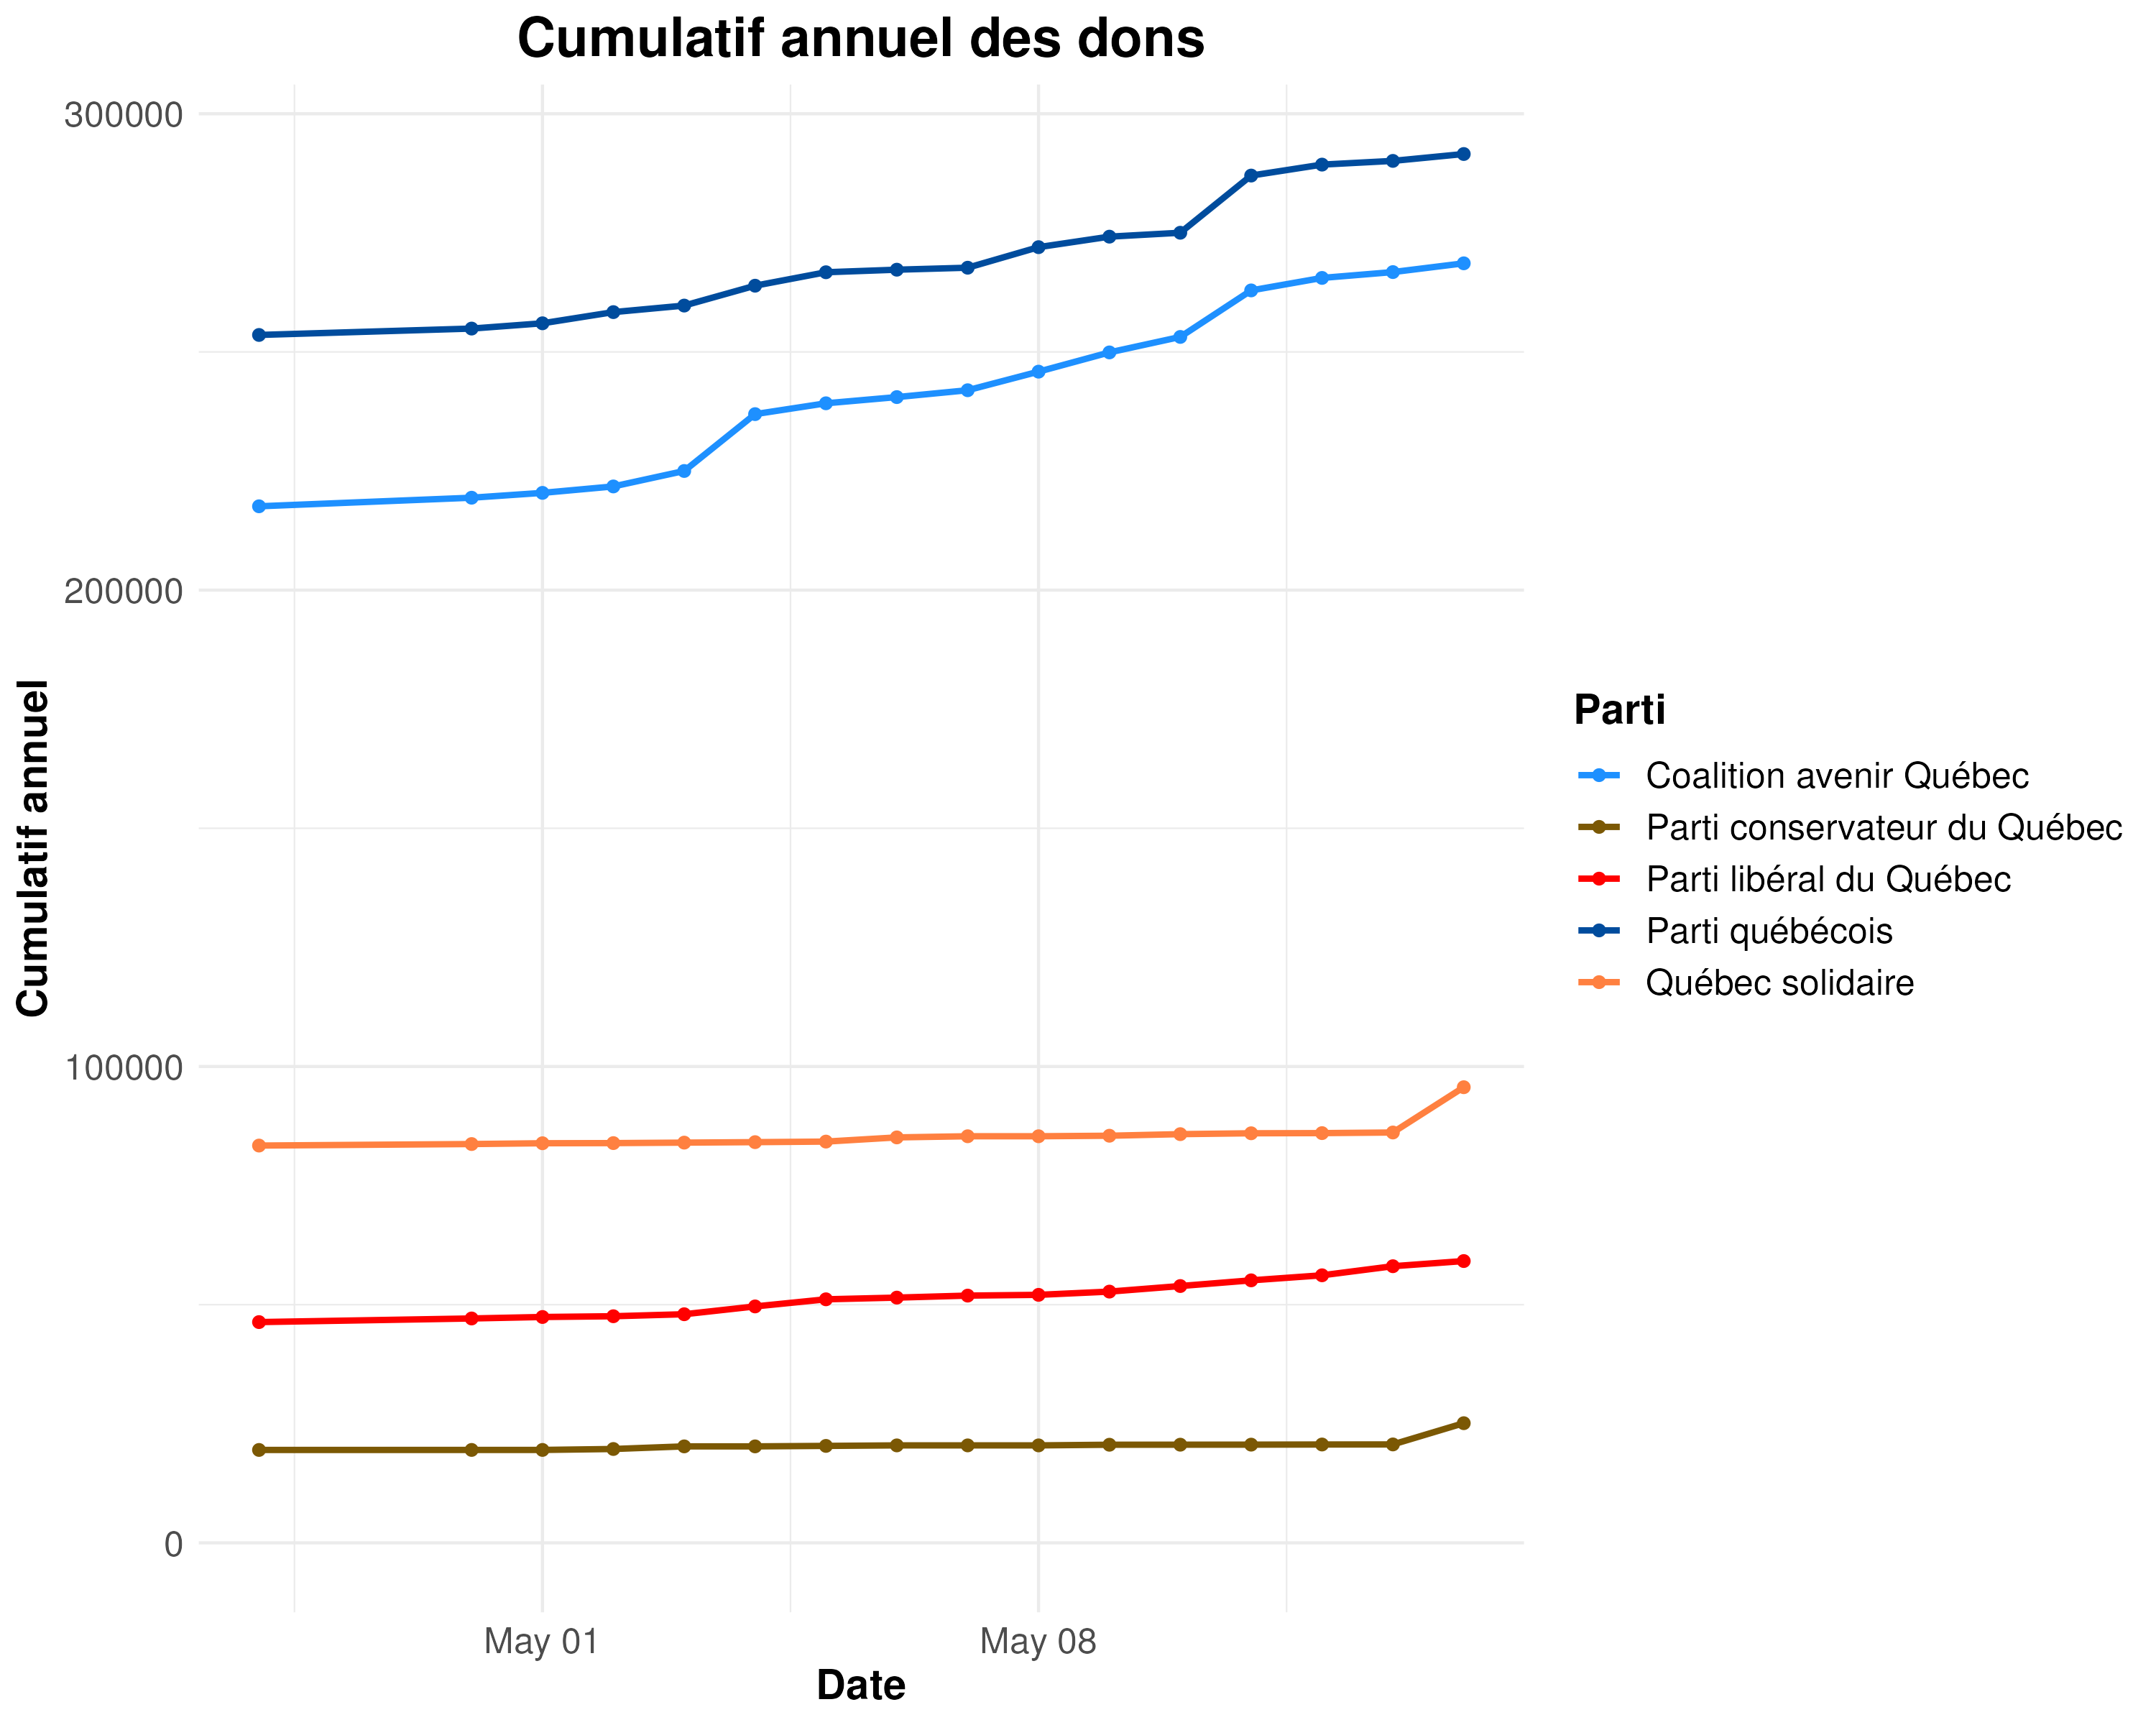 Cumulatif annuel des dons
300000
200000
100000
0
Cumulatif annuel
May 01
May 08
Date
Parti
Coalition avenir Québec
Parti conservateur du Québec
Parti libéral du Québec
Parti québécois
Québec solidaire